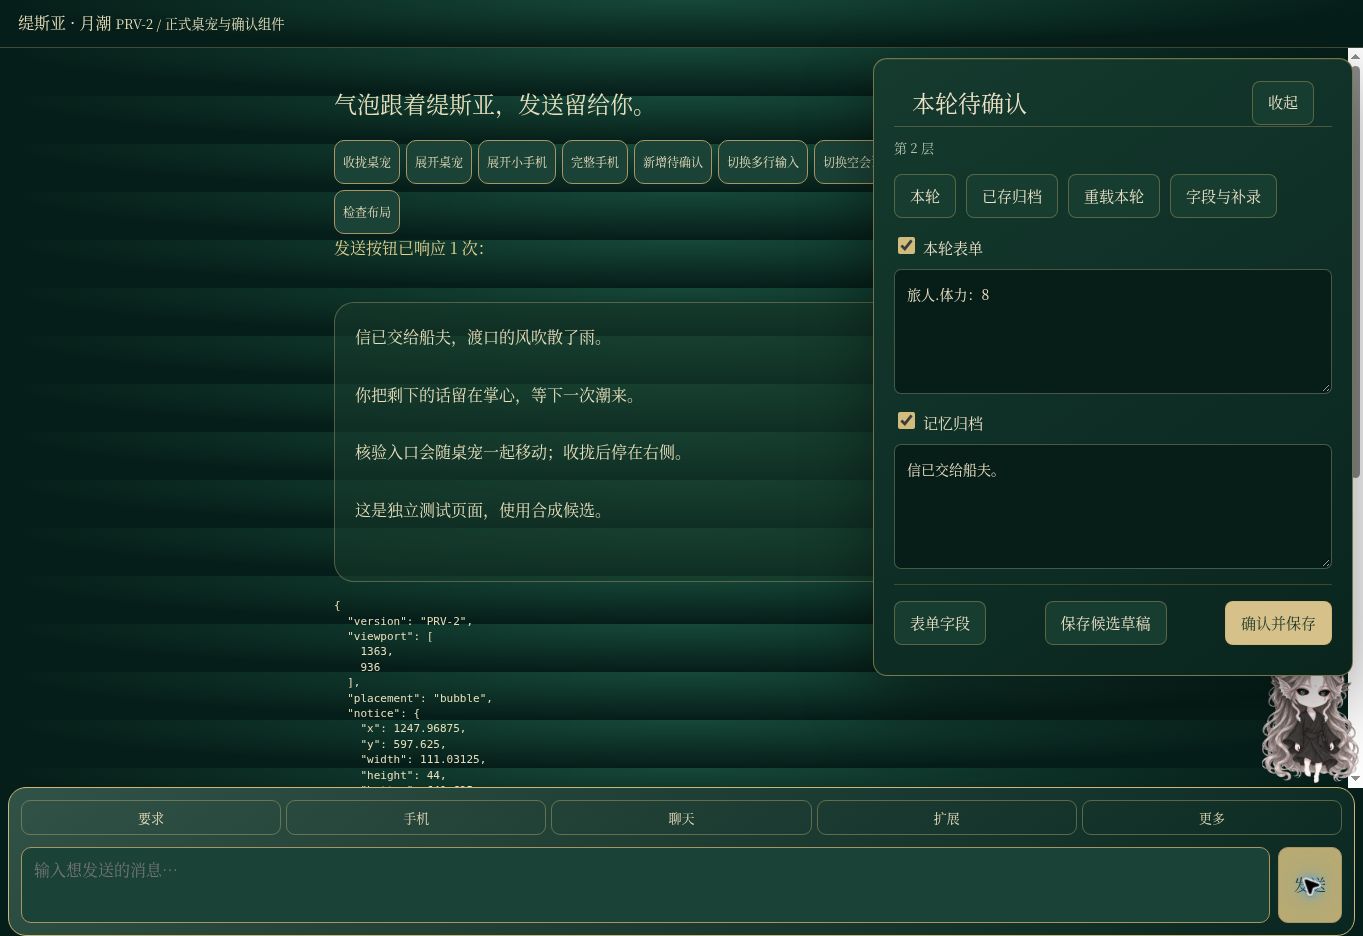 缇斯亚 · 月潮 PRV-2 / 正式桌宠与确认组件
气泡跟着缇斯亚，发送留给你。
收拢桌宠 展开桌宠 展开小手机 完整手机 新增待确认 切换多行输入 切换空会
检查布局
发送按钮已响应 1 次：
信已交给船夫，渡口的风吹散了雨。
你把剩下的话留在掌心，等下一次潮来。
核验入口会随桌宠一起移动；收拢后停在右侧。
这是独立测试页面，使用合成候选。
{
"version": "PRV-2",
"viewport": [
1363,
936
],
"placement": "bubble",
"notice": {
"x": 1247.96875,
"y": 597.625,
"width": 111.03125,
"height": 44,
本轮待确认
收起
第 2 层
本轮 已存归档 重载本轮 字段与补录
本轮表单
旅人.体力：8
记忆归档
信已交给船夫。
表单字段 保存候选草稿 确认并保存
要求 手机 聊天 扩展 更多
输入想发送的消息…